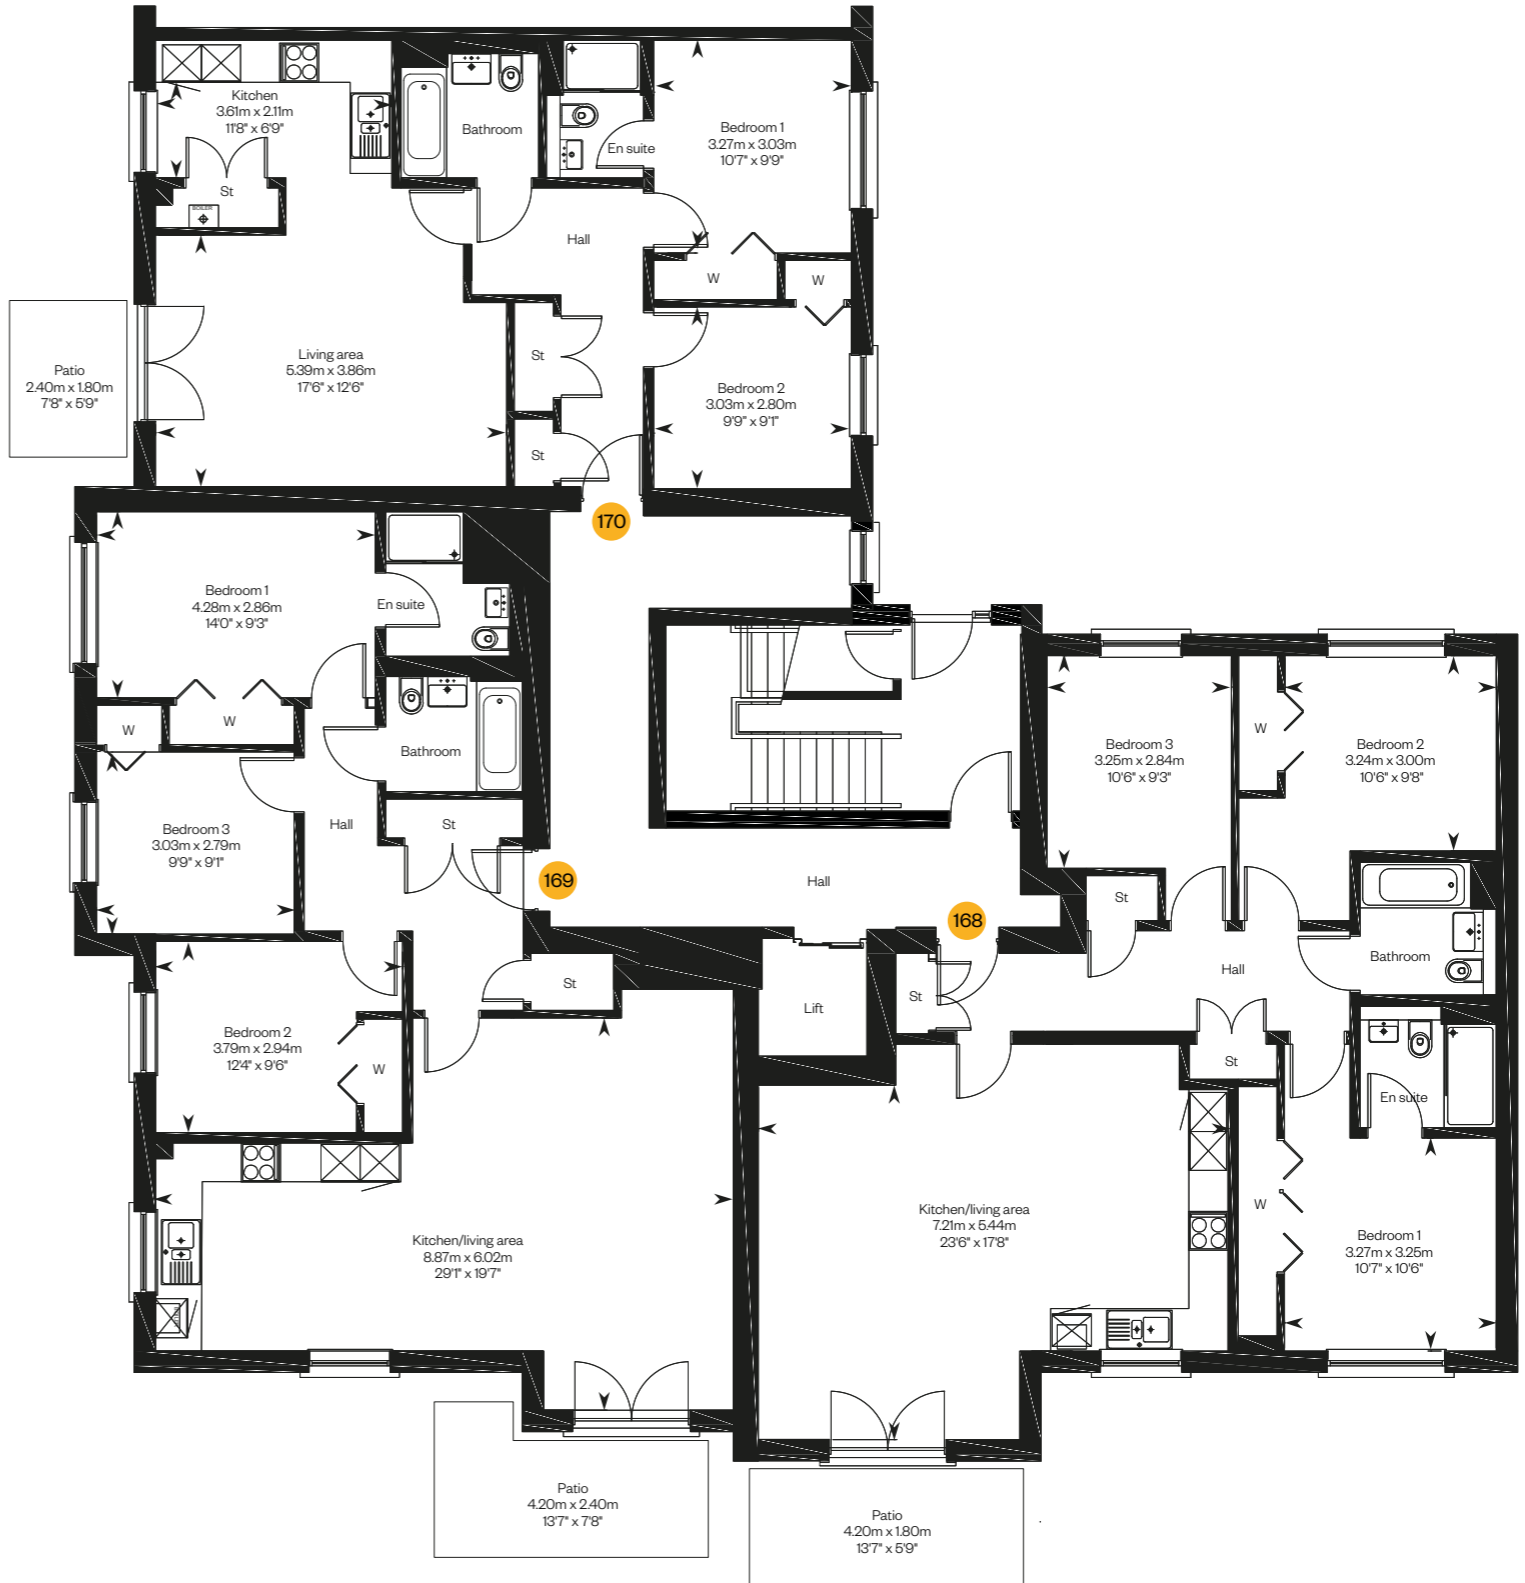 Kitchen
3.61m x 2.11m
11'8" x 6'9"
St
BOILER
Bathroom
En suite
Bedroom 1
3.27m x 3.03m
10'7" x 9'9"
Hall
W
W
Living area
5.39m x 3.86m
17'6" x 12'6"
St
St
Bedroom 2
3.03m x 2.80m
9'9" x 9'1"
Patio
2.40m x 1.80m
7'8" x 5'9"
170
Bedroom 1
4.28m x 2.86m
14'0" x 9'3"
En suite
W
W
Bathroom
Bedroom 3
3.03m x 2.79m
9'9" x 9'1"
Hall
St
169
St
Bedroom 2
3.79m x 2.94m
12'4" x 9'6"
W
Kitchen/living area
8.87m x 6.02m
29'1" x 19'7"
Patio
4.20m x 2.40m
13'7" x 7'8"
Hall
Lift
168
St
Bedroom 3
3.25m x 2.84m
10'6" x 9'3"
W
Bedroom 2
3.24m x 3.00m
10'6" x 9'8"
St
Hall
Bathroom
St
En suite
W
Bedroom 1
3.27m x 3.25m
10'7" x 10'6"
Kitchen/living area
7.21m x 5.44m
23'6" x 17'8"
Patio
4.20m x 1.80m
13'7" x 5'9"